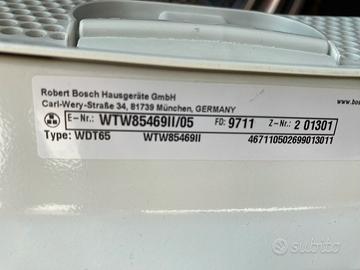 Robert Bosch Hausgeräte GmbH
Carl-Wery-Straße 34, 81739 München, GERMANY
E-Nr.: WTW85469II/05 FD: 9711 Z-Nr.: 2 01301
Type: WDT65 WTW85469II 467110502699013011
subito